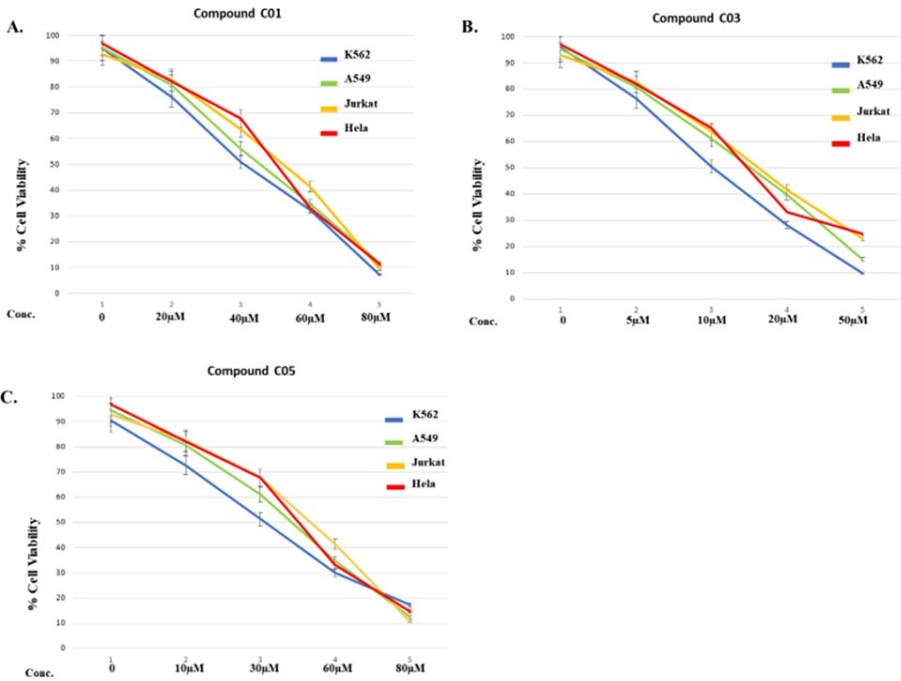 Compound C01
A.
100
90
80
70
60
50
40
30
20
10
0
% Cell Viability
K562
A549
Jurkat
Hela
1 2 3 4 5
Conc. 0 20µM 40µM 60µM 80µM
Compound C03
B.
100
90
80
70
60
50
40
30
20
10
0
% Cell Viability
K562
A549
Jurkat
Hela
1 2 3 4 5
Conc. 0 5µM 10µM 20µM 50µM
Compound C05
C.
100
90
80
70
60
50
40
30
20
10
0
% Cell Viability
K562
A549
Jurkat
Hela
1 2 3 4 5
Conc. 0 10µM 30µM 60µM 80µM